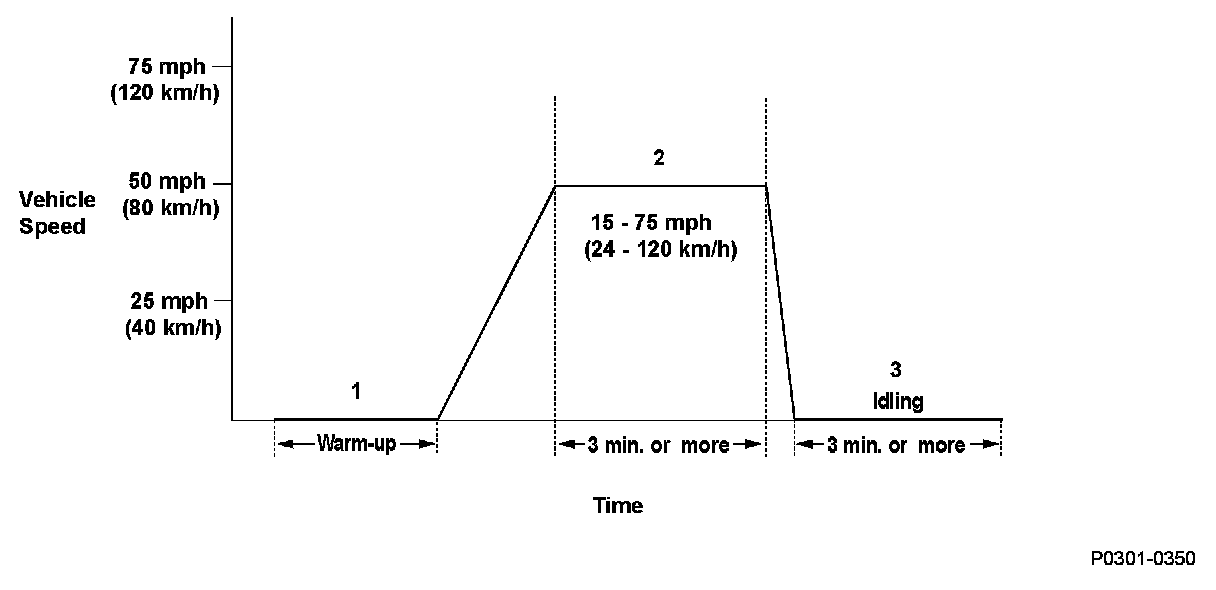 75 mph
(120 km/h)
50 mph
(80 km/h)
Vehicle
Speed
25 mph
(40 km/h)
2
15 - 75 mph
(24 - 120 km/h)
1
3
Idling
Warm-up
3 min. or more
3 min. or more
Time
P0301-0350